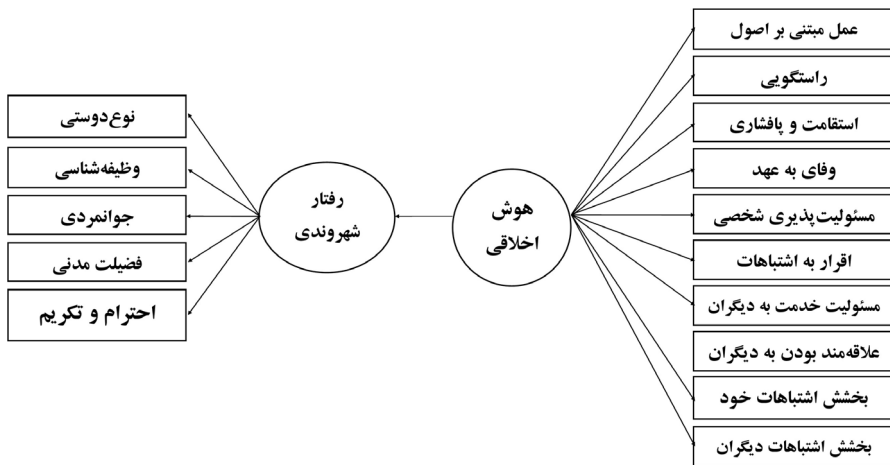 عمل مبتنی بر اصول
راستگویی
استقامت و پافشاری
وفای به عهد
مسئولیت‌پذیری شخصی
اقرار به اشتباهات
مسئولیت خدمت به دیگران
علاقه‌مند بودن به دیگران
بخشش اشتباهات خود
بخشش اشتباهات دیگران
هوش
اخلاقی
رفتار
شهروندی
نوع‌دوستی
وظیفه‌شناسی
جوانمردی
فضیلت مدنی
احترام و تکریم